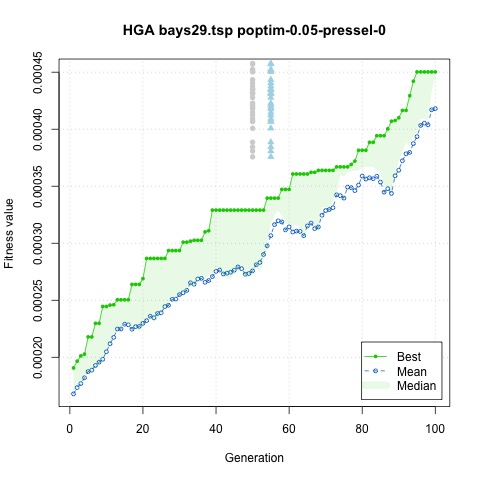 HGA bays29.tsp poptim-0.05-pressel-0
Fitness value
0.00045
0.00040
0.00035
0.00030
0.00025
0.00020
Best
Mean
Median
0 20 40 60 80 100
Generation